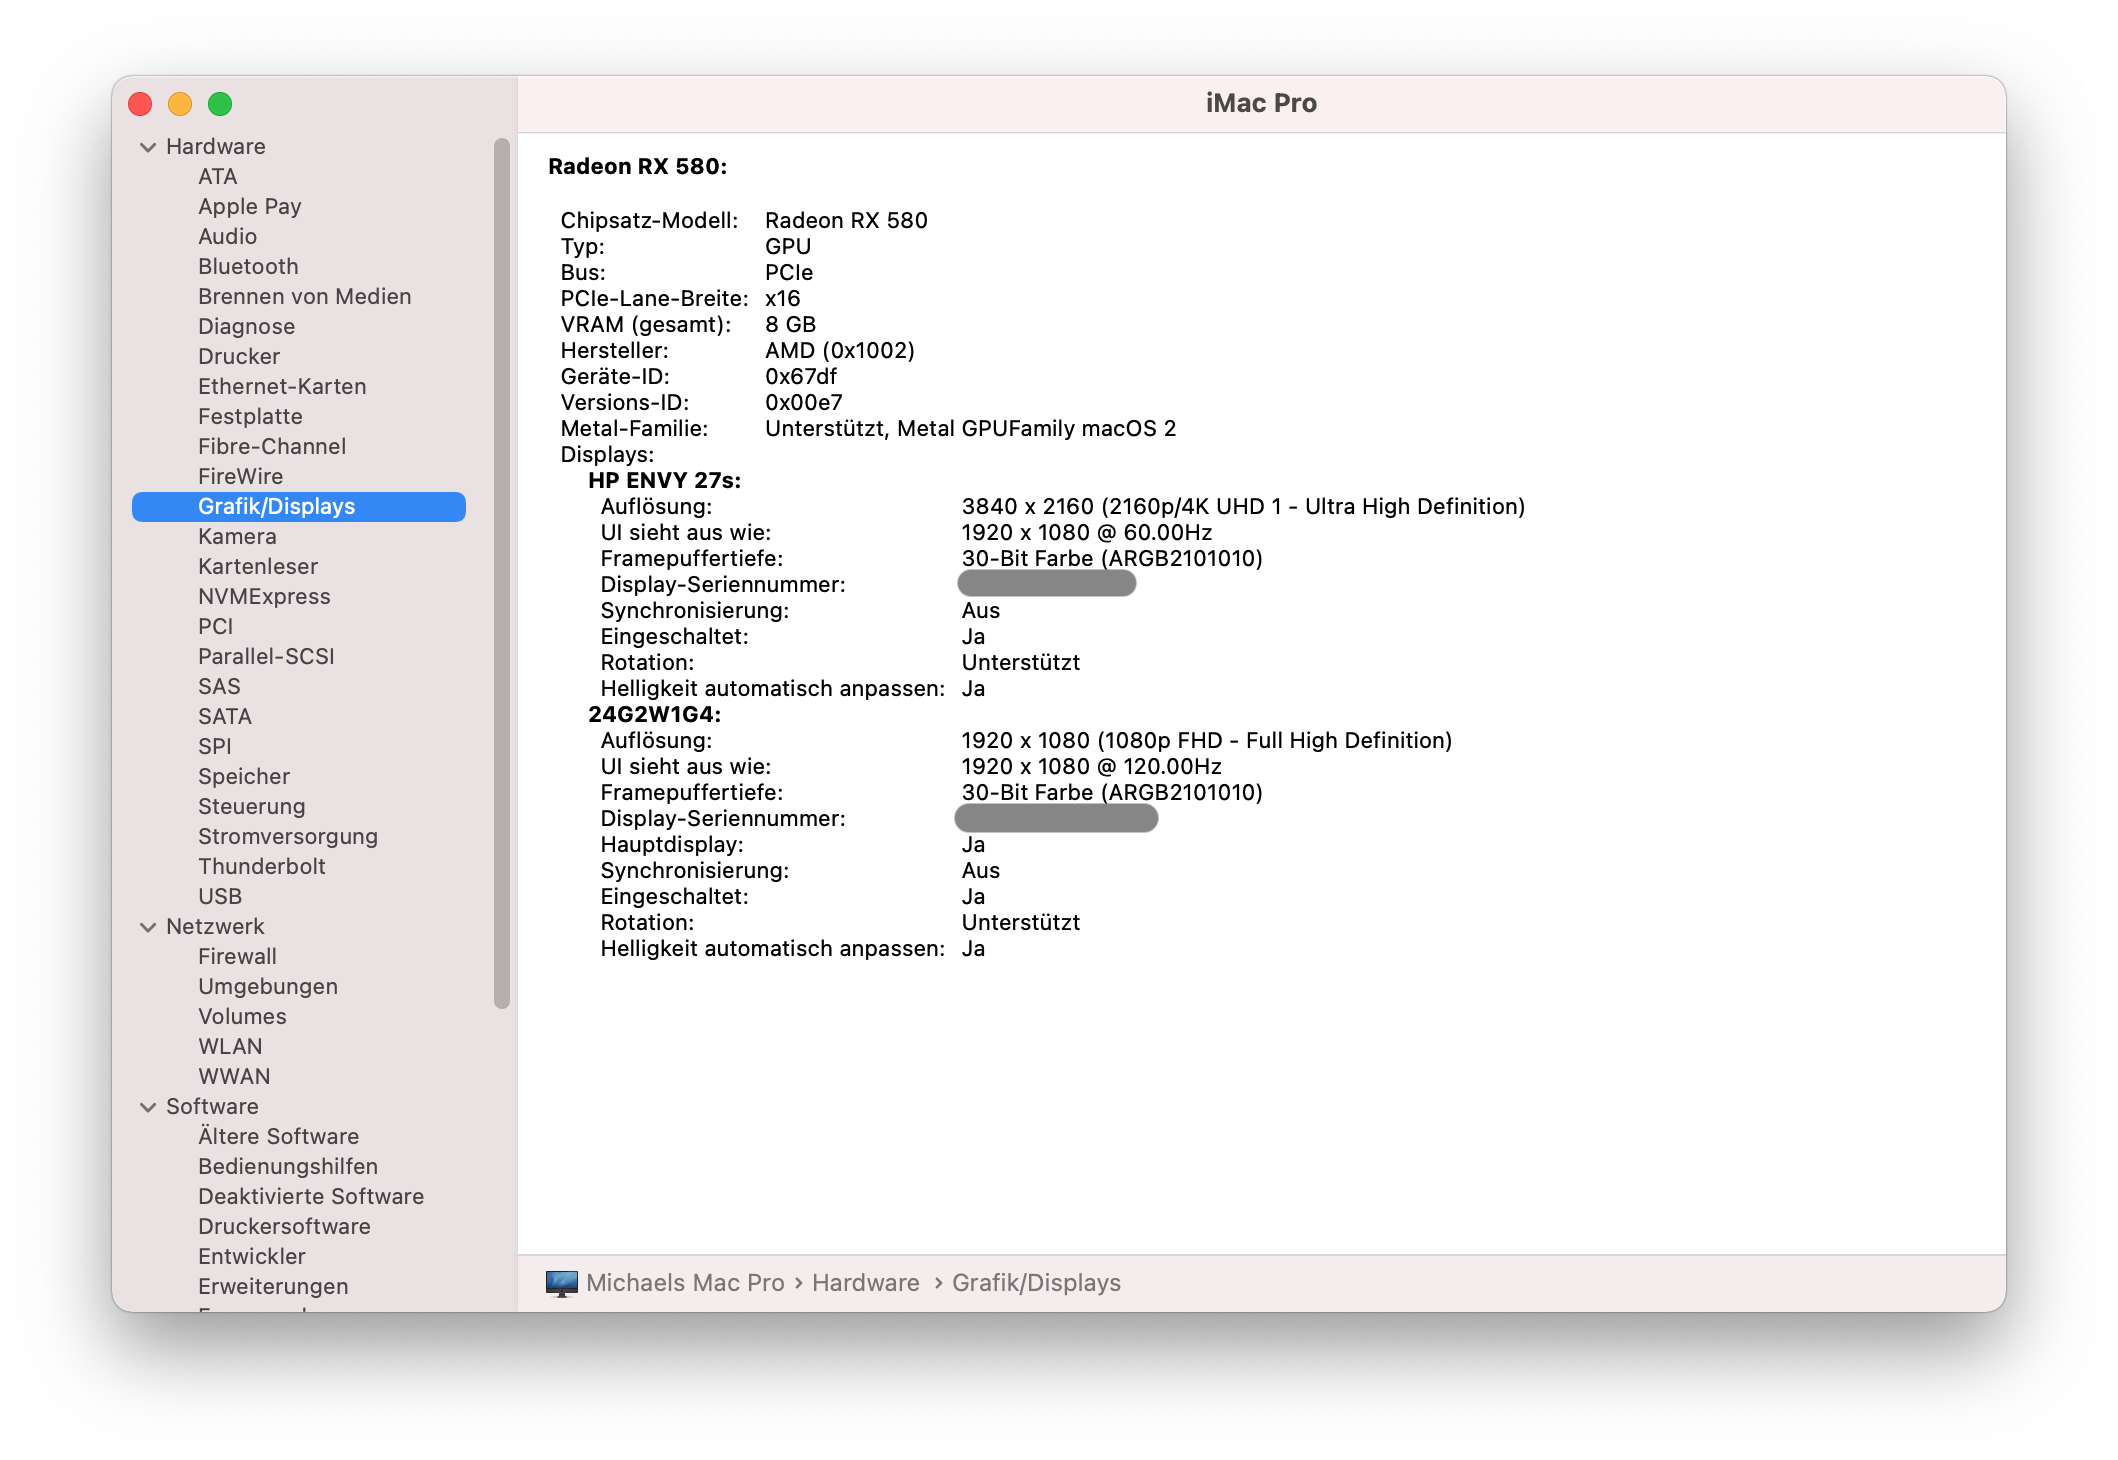 iMac Pro
Hardware
ATA
Apple Pay
Audio
Bluetooth
Brennen von Medien
Diagnose
Drucker
Ethernet-Karten
Festplatte
Fibre-Channel
FireWire
Grafik/Displays
Kamera
Kartenleser
NVMExpress
PCI
Parallel-SCSI
SAS
SATA
SPI
Speicher
Steuerung
Stromversorgung
Thunderbolt
USB
Netzwerk
Firewall
Umgebungen
Volumes
WLAN
WWAN
Software
Ältere Software
Bedienungshilfen
Deaktivierte Software
Druckersoftware
Entwickler
Erweiterungen
Radeon RX 580:
Chipsatz-Modell: Radeon RX 580
Typ: GPU
Bus: PCIe
PCIe-Lane-Breite: x16
VRAM (gesamt): 8 GB
Hersteller: AMD (0x1002)
Geräte-ID: 0x67df
Versions-ID: 0x00e7
Metal-Familie: Unterstützt, Metal GPUFamily macOS 2
Displays:
HP ENVY 27s:
Auflösung: 3840 x 2160 (2160p/4K UHD 1 - Ultra High Definition)
UI sieht aus wie: 1920 x 1080 @ 60.00Hz
Framepuffertiefe: 30-Bit Farbe (ARGB2101010)
Display-Seriennummer:
Synchronisierung: Aus
Eingeschaltet: Ja
Rotation: Unterstützt
Helligkeit automatisch anpassen: Ja
24G2W1G4:
Auflösung: 1920 x 1080 (1080p FHD - Full High Definition)
UI sieht aus wie: 1920 x 1080 @ 120.00Hz
Framepuffertiefe: 30-Bit Farbe (ARGB2101010)
Display-Seriennummer:
Hauptdisplay: Ja
Synchronisierung: Aus
Eingeschaltet: Ja
Rotation: Unterstützt
Helligkeit automatisch anpassen: Ja
Michaels Mac Pro › Hardware › Grafik/Displays